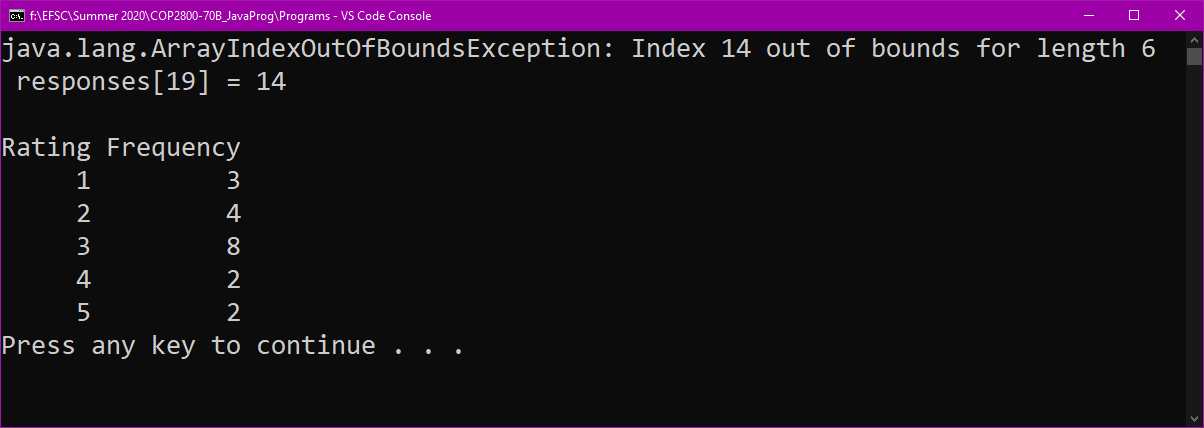 f:\EFSC\Summer 2020\COP2800-70B_JavaProg\Programs - VS Code Console
java.lang.ArrayIndexOutOfBoundsException: Index 14 out of bounds for length 6
 responses[19] = 14

Rating Frequency
     1         3
     2         4
     3         8
     4         2
     5         2
Press any key to continue . . .